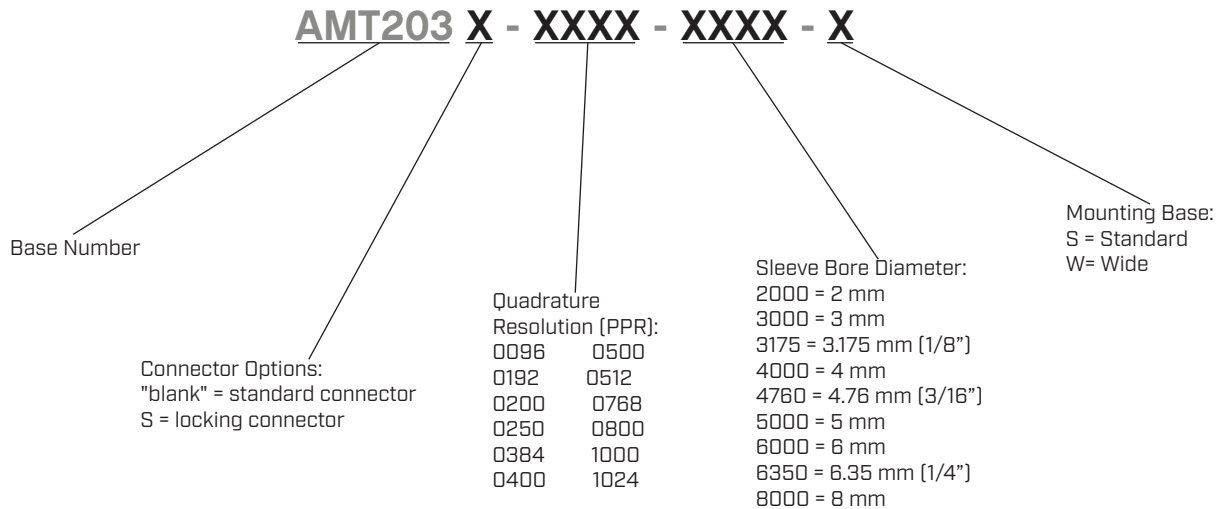 AMT203 X - XXXX - XXXX - X
Base Number
Connector Options:
"blank" = standard connector
S = locking connector
Quadrature
Resolution (PPR):
0096 0500
0192 0512
0200 0768
0250 0800
0384 1000
0400 1024
Sleeve Bore Diameter:
2000 = 2 mm
3000 = 3 mm
3175 = 3.175 mm (1/8”)
4000 = 4 mm
4760 = 4.76 mm (3/16”)
5000 = 5 mm
6000 = 6 mm
6350 = 6.35 mm (1/4”)
8000 = 8 mm
Mounting Base:
S = Standard
W= Wide